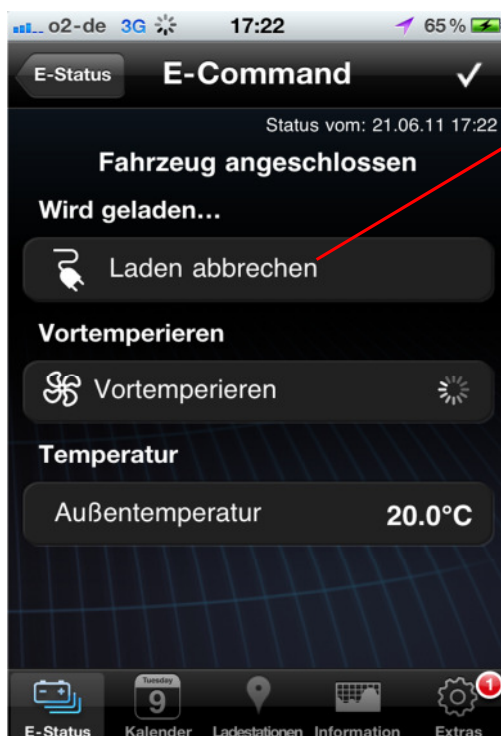 o2-de 3G 17:22 65 %
E-Status E-Command
Status vom: 21.06.11 17:22
Fahrzeug angeschlossen
Wird geladen...
Laden abbrechen
Vortemperieren
Vortemperieren
Temperatur
Außentemperatur 20.0°C
Tuesday
9
1
E-Status Kalender Ladestationen Information Extras